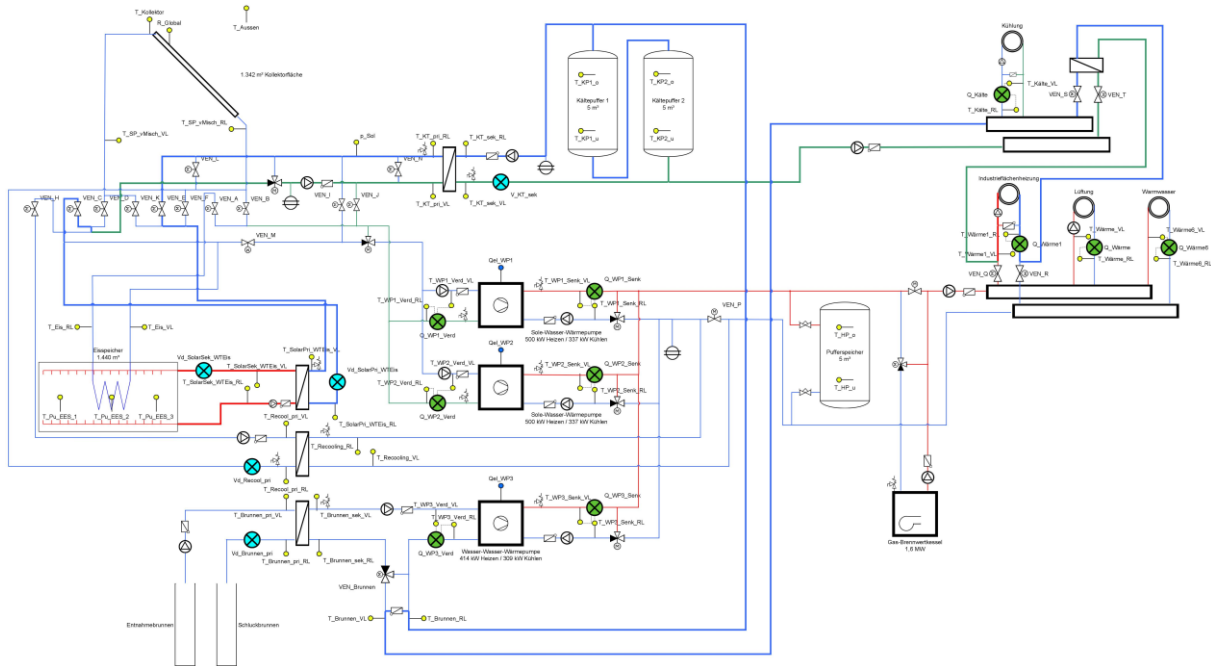 T_Kollektor
R_Global
T_Aussen
1.342 m² Kollektorfläche
T_SP_vMisch_RL
T_SP_vMisch_VL
VEN_L
p_Sol
T_KT_pri_RL
T_KT_sek_RL
VEN_N
T_KT_pri_VL
T_KT_sek_VL
V_KT_sek
T_KP1_o
Kältepuffer 1
5 m³
T_KP1_u
T_KP2_o
Kältepuffer 2
5 m³
T_KP2_u
Kühlung
T_Kälte_VL
Q_Kälte
T_Kälte_RL
VEN_S
VEN_T
VEN_H
VEN_C
VEN_D
VEN_K
VEN_F
VEN_A
VEN_B
VEN_I
VEN_J
VEN_M
Industrieflächenheizung
Lüftung
Warmwasser
T_Wärme1_R
Q_Wärme1
T_Wärme1_VL
T_Wärme_VL
Q_Wärme
T_Wärme_RL
T_Wärme6_VL
Q_Wärme6
T_Wärme6_RL
VEN_Q
VEN_R
Qel_WP1
T_WP1_Verd_VL
T_WP1_Verd_RL
Q_WP1_Verd
T_WP1_Senk_VL
Q_WP1_Senk
T_WP1_Senk_RL
Sole-Wasser-Wärmepumpe
500 kW Heizen / 337 kW Kühlen
VEN_P
Qel_WP2
T_WP2_Verd_VL
T_WP2_Verd_RL
Q_WP2_Verd
T_WP2_Senk_VL
Q_WP2_Senk
T_WP2_Senk_RL
Sole-Wasser-Wärmepumpe
500 kW Heizen / 337 kW Kühlen
T_HP_o
Pufferspeicher
5 m³
T_HP_u
T_Eis_RL
T_Eis_VL
Eisspeicher
1.440 m³
T_Pu_EES_1
T_Pu_EES_2
T_Pu_EES_3
Vd_SolarSek_WTEis
T_SolarSek_WTEis_VL
T_SolarSek_WTEis_RL
T_SolarPri_WTEis_VL
Vd_SolarPri_WTEis
T_SolarPri_WTEis_RL
T_Recool_pri_VL
T_Recooling_RL
T_Recooling_VL
Vd_Recool_pri
T_Recool_pri_RL
T_Brunnen_pri_VL
T_Brunnen_sek_VL
Vd_Brunnen_pri
T_Brunnen_pri_RL
T_Brunnen_sek_RL
Qel_WP3
T_WP3_Verd_VL
T_WP3_Verd_RL
Q_WP3_Verd
T_WP3_Senk_VL
Q_WP3_Senk
T_WP3_Senk_RL
Wasser-Wasser-Wärmepumpe
414 kW Heizen / 309 kW Kühlen
VEN_Brunnen
T_Brunnen_VL
T_Brunnen_RL
Entnahmebrunnen
Schluckbrunnen
Gas-Brennwertkessel
1,6 MW